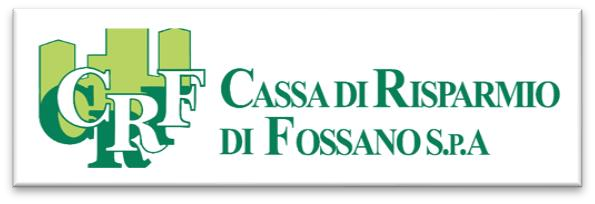 CRF
CASSA DI RISPARMIO
DI FOSSANO S.P.A